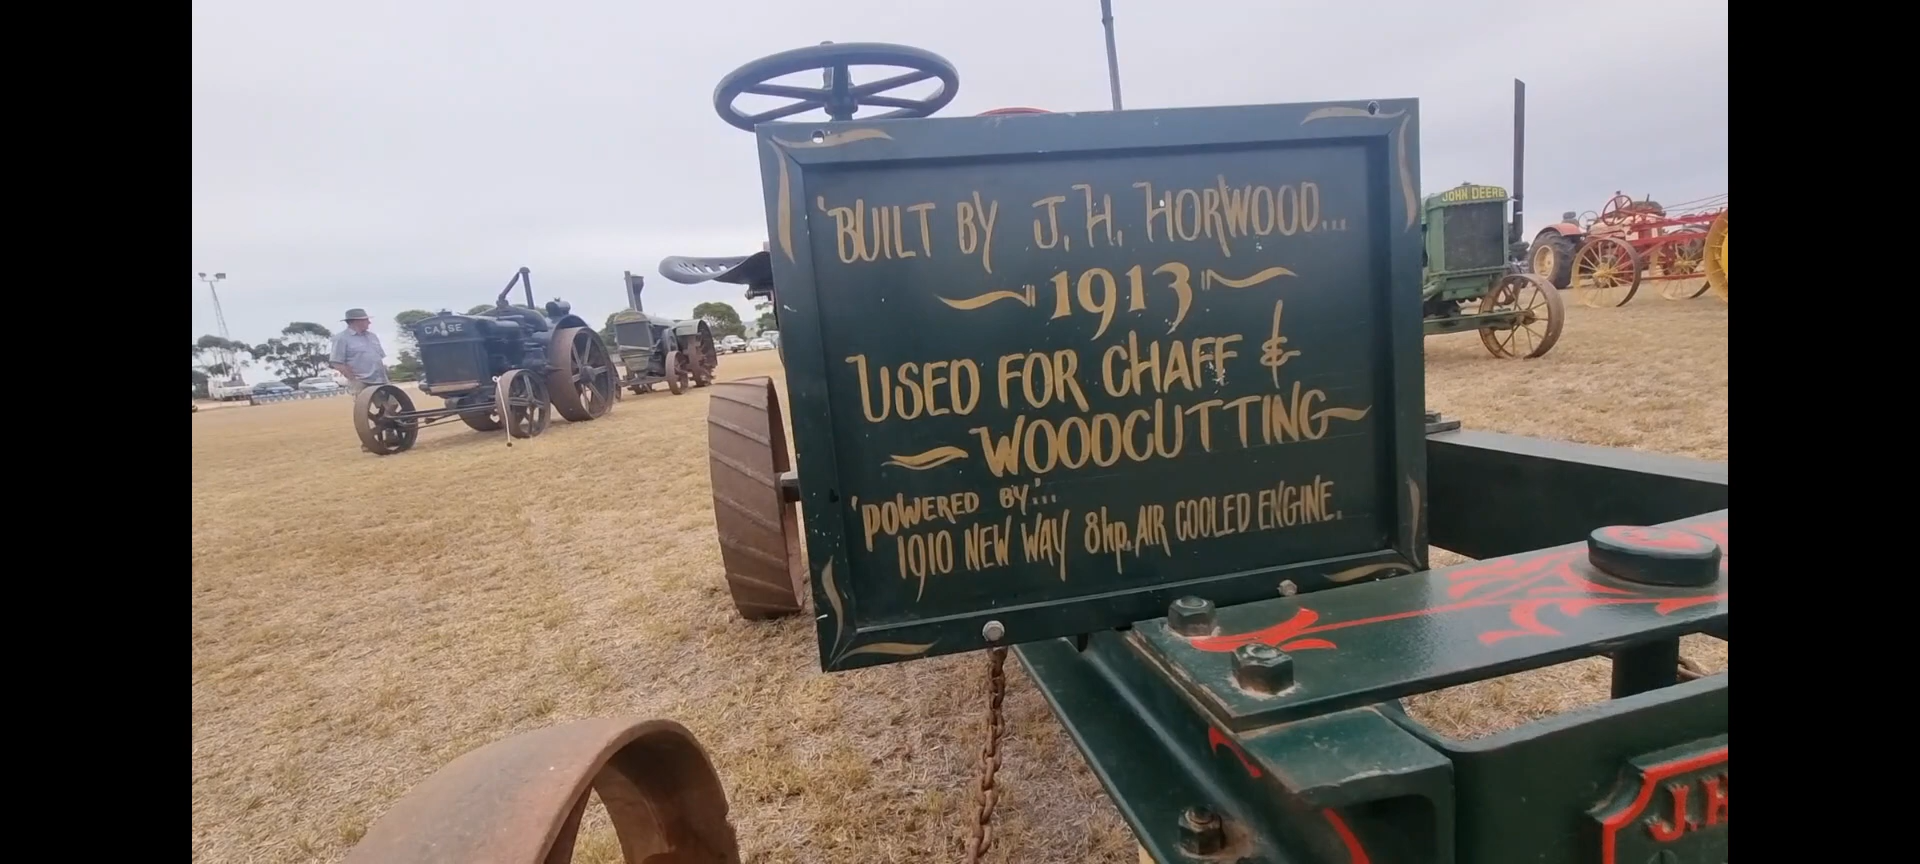 'BUILT BY J. H. HORWOOD...
1913
USED FOR CHAFF &
WOODCUTTING
'POWERED BY'...
1910 NEW WAY 8hp. AIR COOLED ENGINE.
CASE
JOHN DEERE
J.H